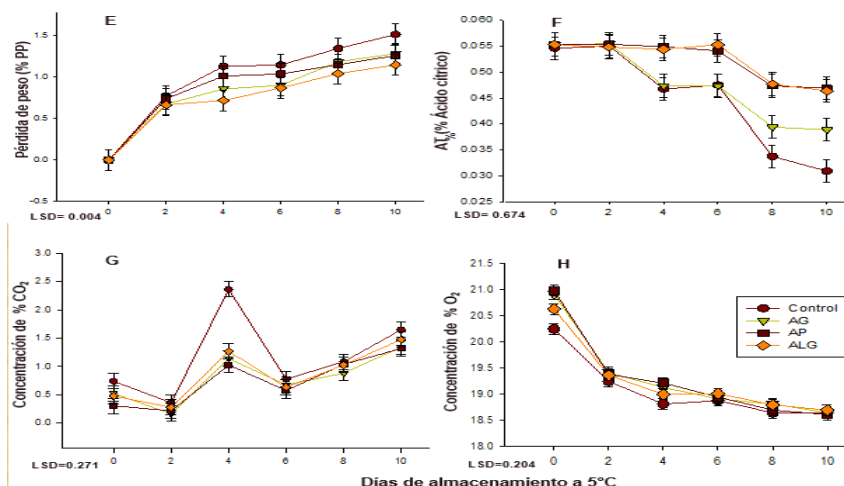 E
Pérdida de peso (% PP)
1.5
1.0
0.5
0.0
-0.5
0 2 4 6 8 10
LSD= 0.004
F
AT (% Ácido cítrico)
0.060
0.055
0.050
0.045
0.040
0.035
0.030
0.025
0 2 4 6 8 10
LSD= 0.674
G
Concentración de % CO₂
3.0
2.5
2.0
1.5
1.0
0.5
0.0
0 2 4 6 8 10
LSD=0.271
H
Concentración de % O₂
21.5
21.0
20.5
20.0
19.5
19.0
18.5
18.0
0 2 4 6 8 10
LSD=0.204
Control
AG
AP
ALG
Días de almacenamiento a 5°C